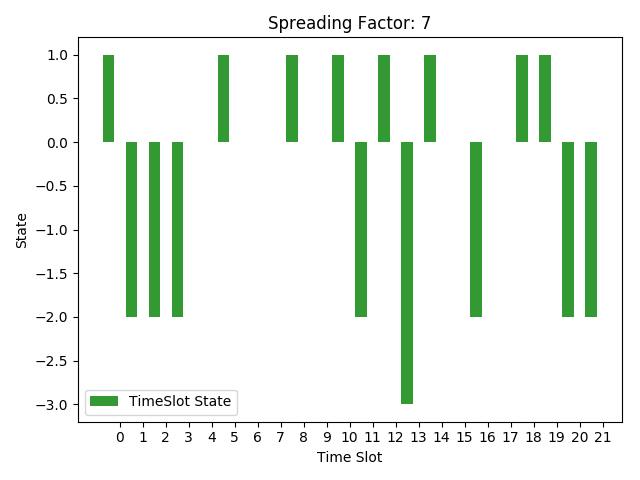 Spreading Factor: 7
1.0
0.5
0.0
−0.5
−1.0
−1.5
−2.0
−2.5
−3.0
State
TimeSlot State
0 1 2 3 4 5 6 7 8 9 10 11 12 13 14 15 16 17 18 19 20 21
Time Slot